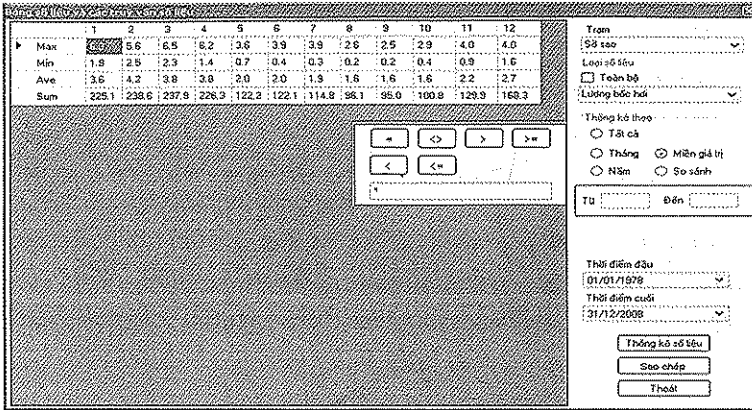 1 2 3 4 5 6 7 8 9 10 11 12
Max 5.6 6.5 6.2 3.6 3.9 3.9 2.6 2.5 2.9 4.0 4.0
Min 1.9 2.5 2.3 1.4 0.7 0.4 0.3 0.2 0.2 0.4 0.9 1.6
Ave 3.6 4.2 3.8 3.8 2.0 2.0 1.9 1.6 1.6 1.6 2.2 2.7
Sum 225.1 238.6 237.9 226.3 122.2 122.1 114.8 98.1 95.0 100.8 129.9 168.3
= <> > >=
< <=
Trạm
Sở sao
Loại số liệu
Toàn bộ
Lượng bốc hơi
Thống kê theo
Tất cả
Tháng Miền giá trị
Năm So sánh
Từ Đến
Thời điểm đầu
01/01/1978
Thời điểm cuối
31/12/2008
Thống kê số liệu
Sao chép
Thoát